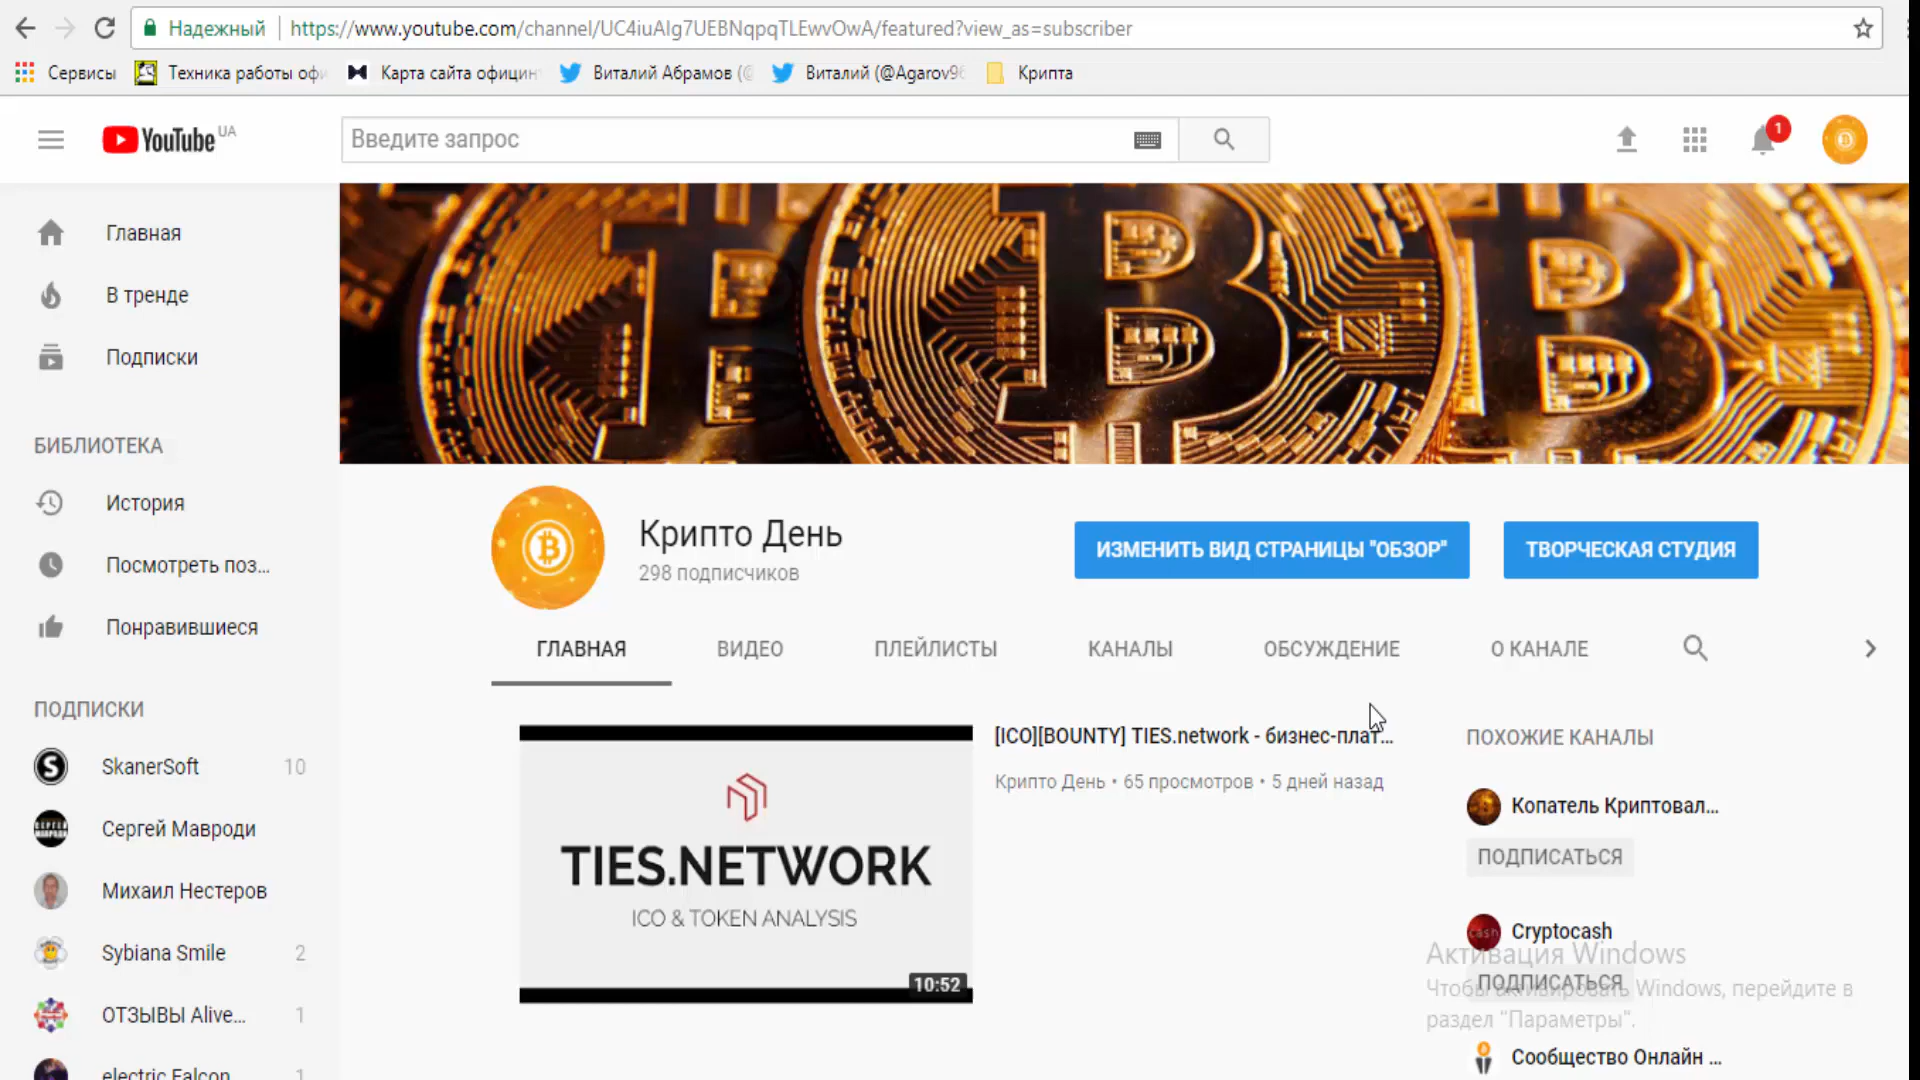 Надежный https://www.youtube.com/channel/UC4iuAIg7UEBNqpqTLEwvOwA/featured?view_as=subscriber
Сервисы Техника работы офи Карта сайта официн Виталий Абрамов (@ Виталий (@Agarov96 Крипта
YouTube UA Введите запрос 1
Главная
В тренде
Подписки
БИБЛИОТЕКА
История
Посмотреть поз...
Понравившиеся
ПОДПИСКИ
SkanerSoft 10
Сергей Мавроди
Михаил Нестеров
Sybiana Smile 2
ОТЗЫВЫ Alive... 1
electric Falcon 1
Крипто День
298 подписчиков
ИЗМЕНИТЬ ВИД СТРАНИЦЫ "ОБЗОР" ТВОРЧЕСКАЯ СТУДИЯ
ГЛАВНАЯ ВИДЕО ПЛЕЙЛИСТЫ КАНАЛЫ ОБСУЖДЕНИЕ О КАНАЛЕ
TIES.NETWORK
ICO & TOKEN ANALYSIS
10:52
[ICO][BOUNTY] TIES.network - бизнес-плат...
Крипто День • 65 просмотров • 5 дней назад
ПОХОЖИЕ КАНАЛЫ
Копатель Криптовал...
ПОДПИСАТЬСЯ
Cryptocash
ПОДПИСАТЬСЯ
Сообщество Онлайн ...
Активация Windows
Чтобы активировать Windows, перейдите в
раздел "Параметры".